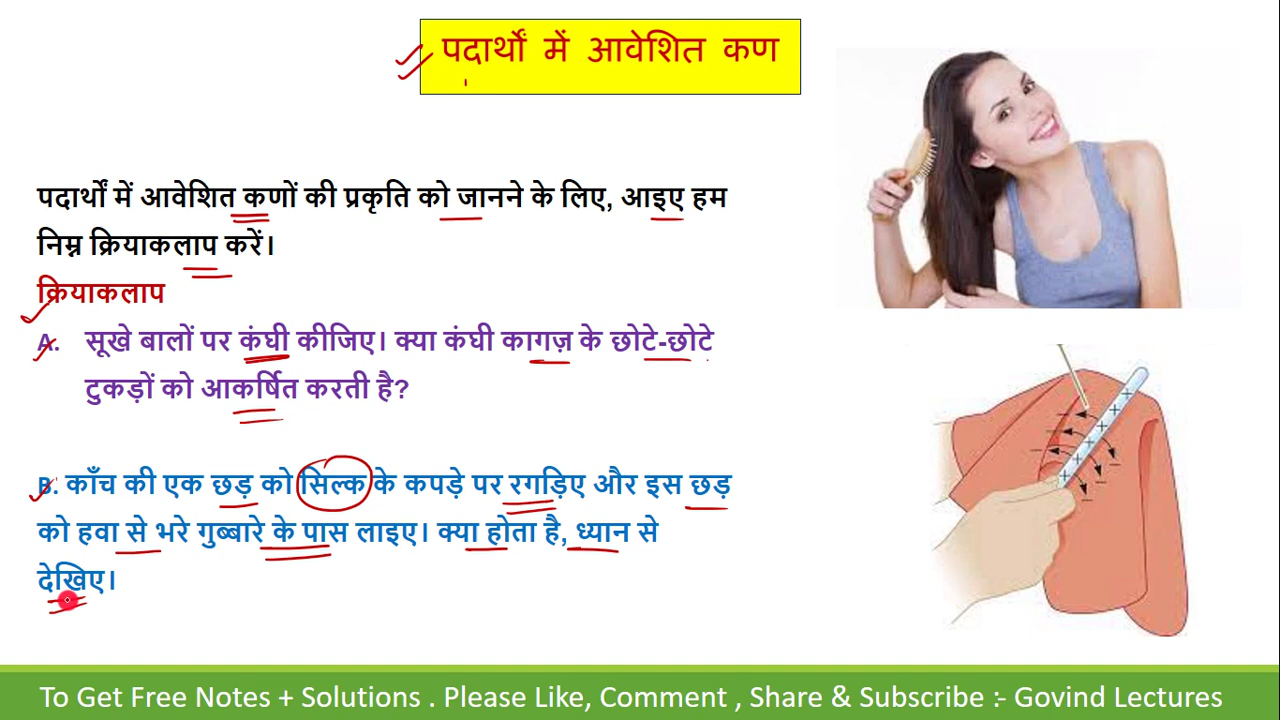 पदार्थों में आवेशित कण
पदार्थों में आवेशित कणों की प्रकृति को जानने के लिए, आइए हम
निम्न क्रियाकलाप करें।
क्रियाकलाप
A. सूखे बालों पर कंघी कीजिए। क्या कंघी कागज़ के छोटे-छोटे
टुकड़ों को आकर्षित करती है?
B. काँच की एक छड़ को सिल्क के कपड़े पर रगड़िए और इस छड़
को हवा से भरे गुब्बारे के पास लाइए। क्या होता है, ध्यान से
देखिए।
To Get Free Notes + Solutions . Please Like, Comment , Share & Subscribe :- Govind Lectures